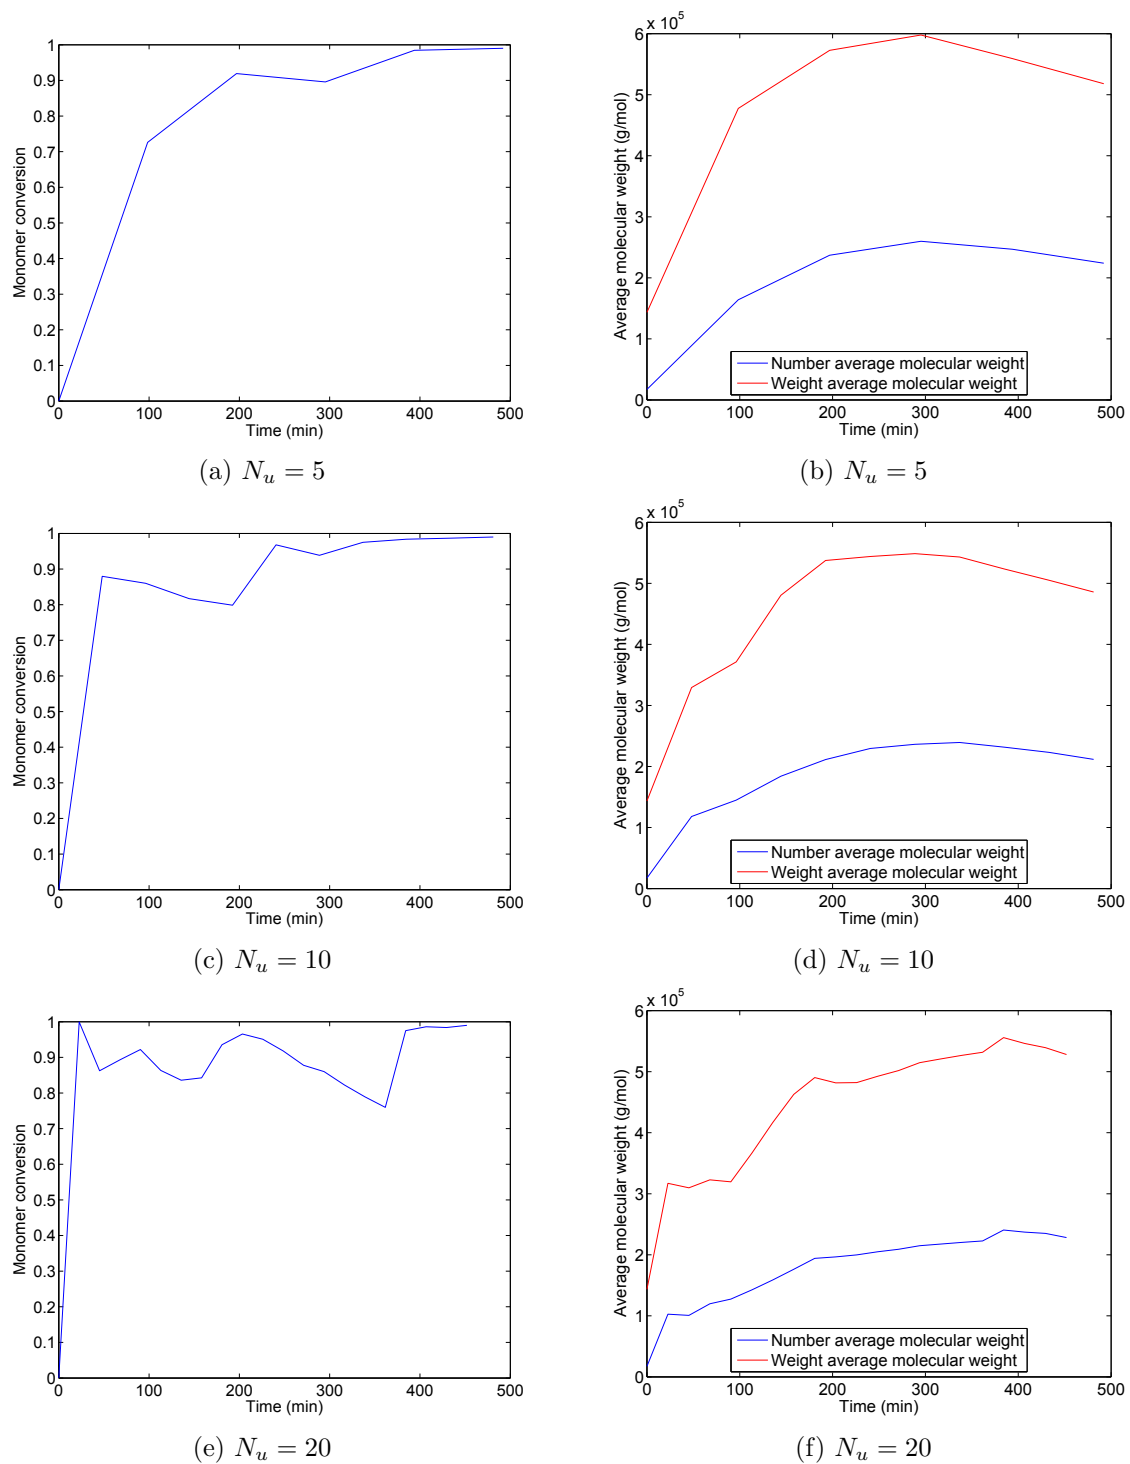 x 10^5
1
0.9
0.8
0.7
0.6
0.5
0.4
0.3
0.2
0.1
0
Monomer conversion
0 100 200 300 400 500
Time (min)
(a) N_u = 5
6
5
4
3
2
1
0
Average molecular weight (g/mol)
Number average molecular weight
Weight average molecular weight
0 100 200 300 400 500
Time (min)
(b) N_u = 5
1
0.9
0.8
0.7
0.6
0.5
0.4
0.3
0.2
0.1
0
Monomer conversion
0 100 200 300 400 500
Time (min)
(c) N_u = 10
x 10^5
6
5
4
3
2
1
0
Average molecular weight (g/mol)
Number average molecular weight
Weight average molecular weight
0 100 200 300 400 500
Time (min)
(d) N_u = 10
1
0.9
0.8
0.7
0.6
0.5
0.4
0.3
0.2
0.1
0
Monomer conversion
0 100 200 300 400 500
Time (min)
(e) N_u = 20
x 10^5
6
5
4
3
2
1
0
Average molecular weight (g/mol)
Number average molecular weight
Weight average molecular weight
0 100 200 300 400 500
Time (min)
(f) N_u = 20